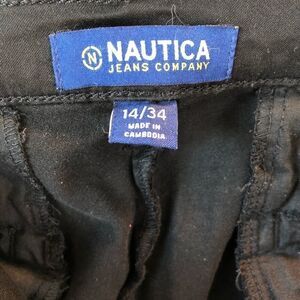 N NAUTICA
JEANS COMPANY
14/34
MADE IN
CAMBODIA